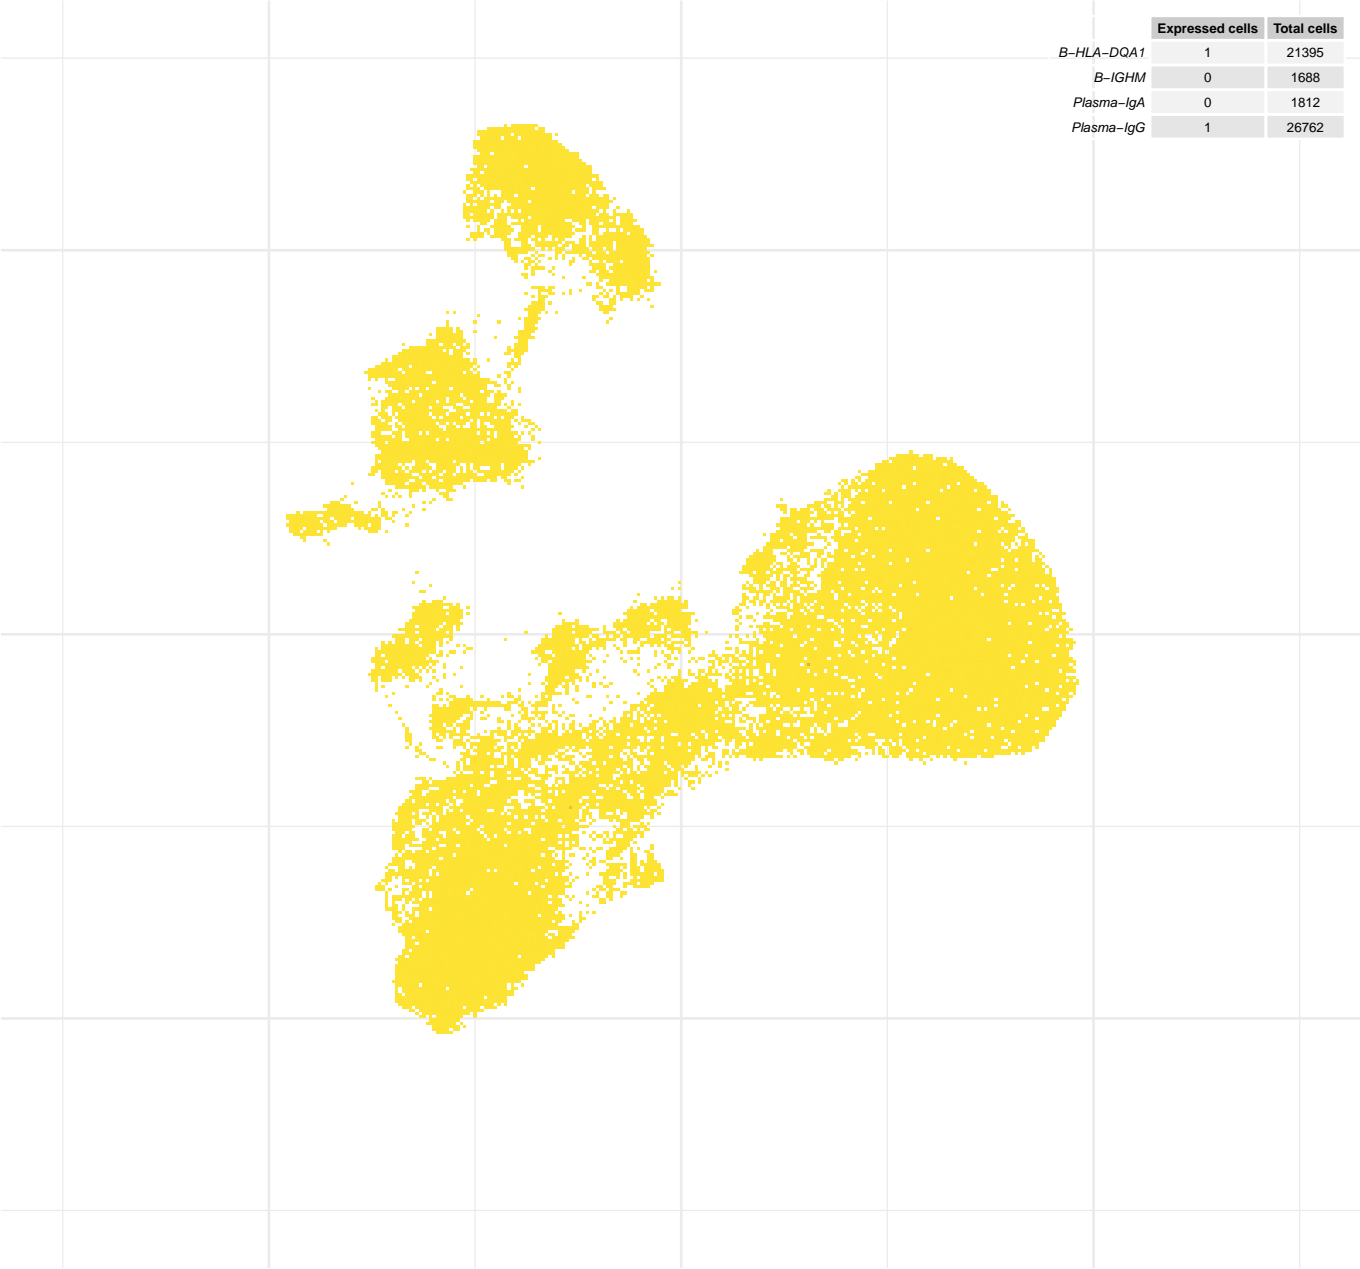 Expressed cells Total cells
B−HLA−DQA1 1 21395
B−IGHM 0 1688
Plasma−IgA 0 1812
Plasma−IgG 1 26762